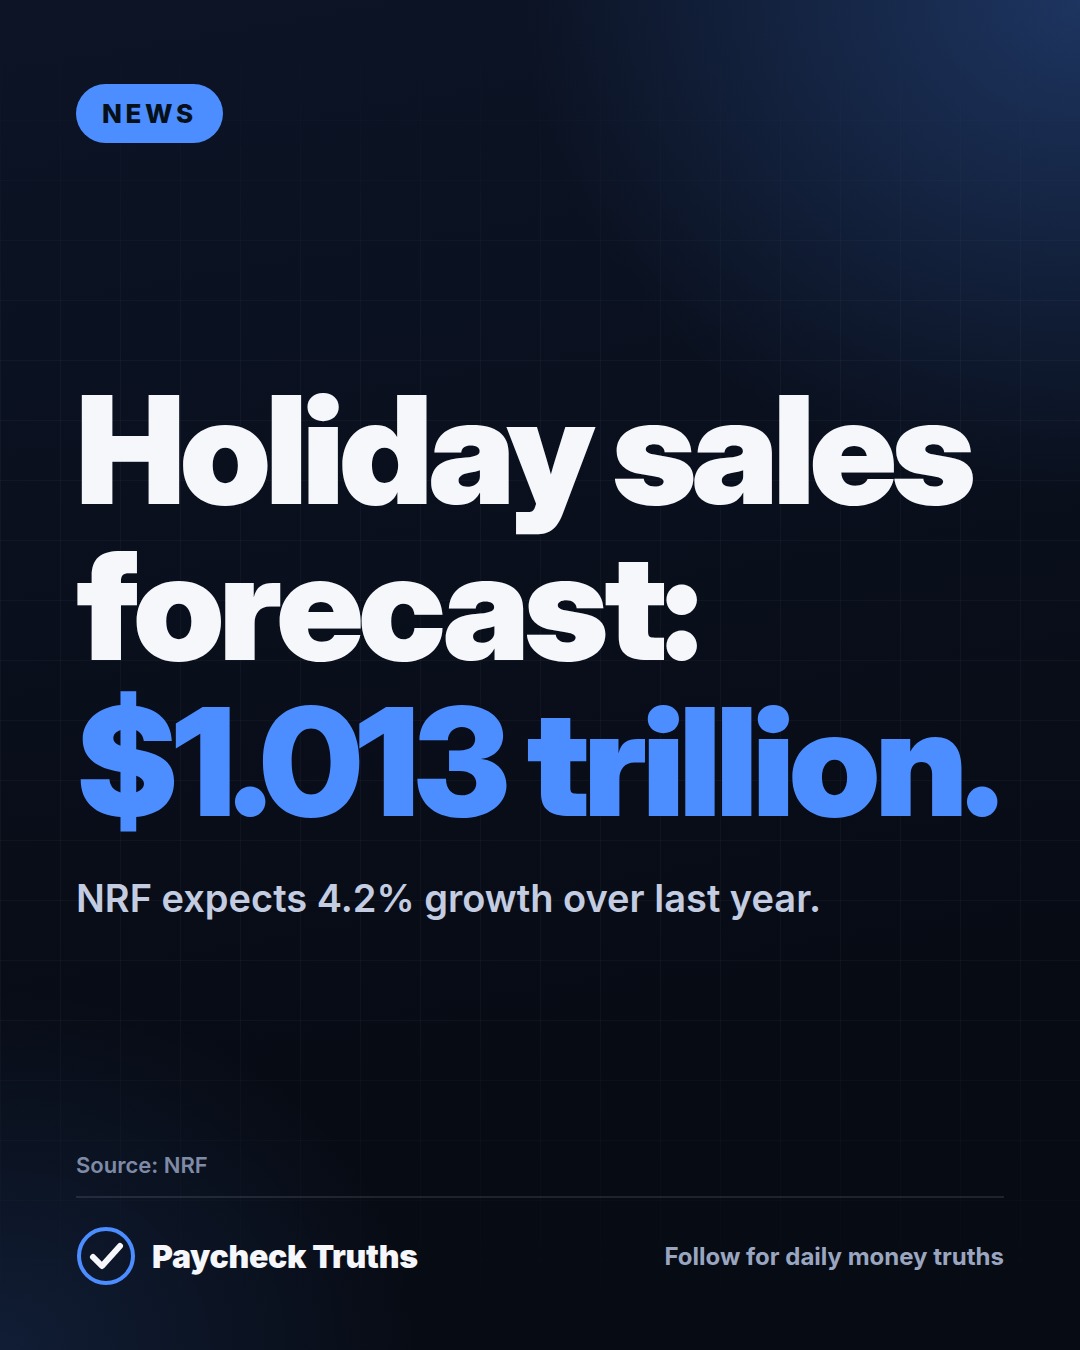 NEWS
Holiday sales
forecast:
$1.013 trillion.
NRF expects 4.2% growth over last year.
Source: NRF
Paycheck Truths
Follow for daily money truths